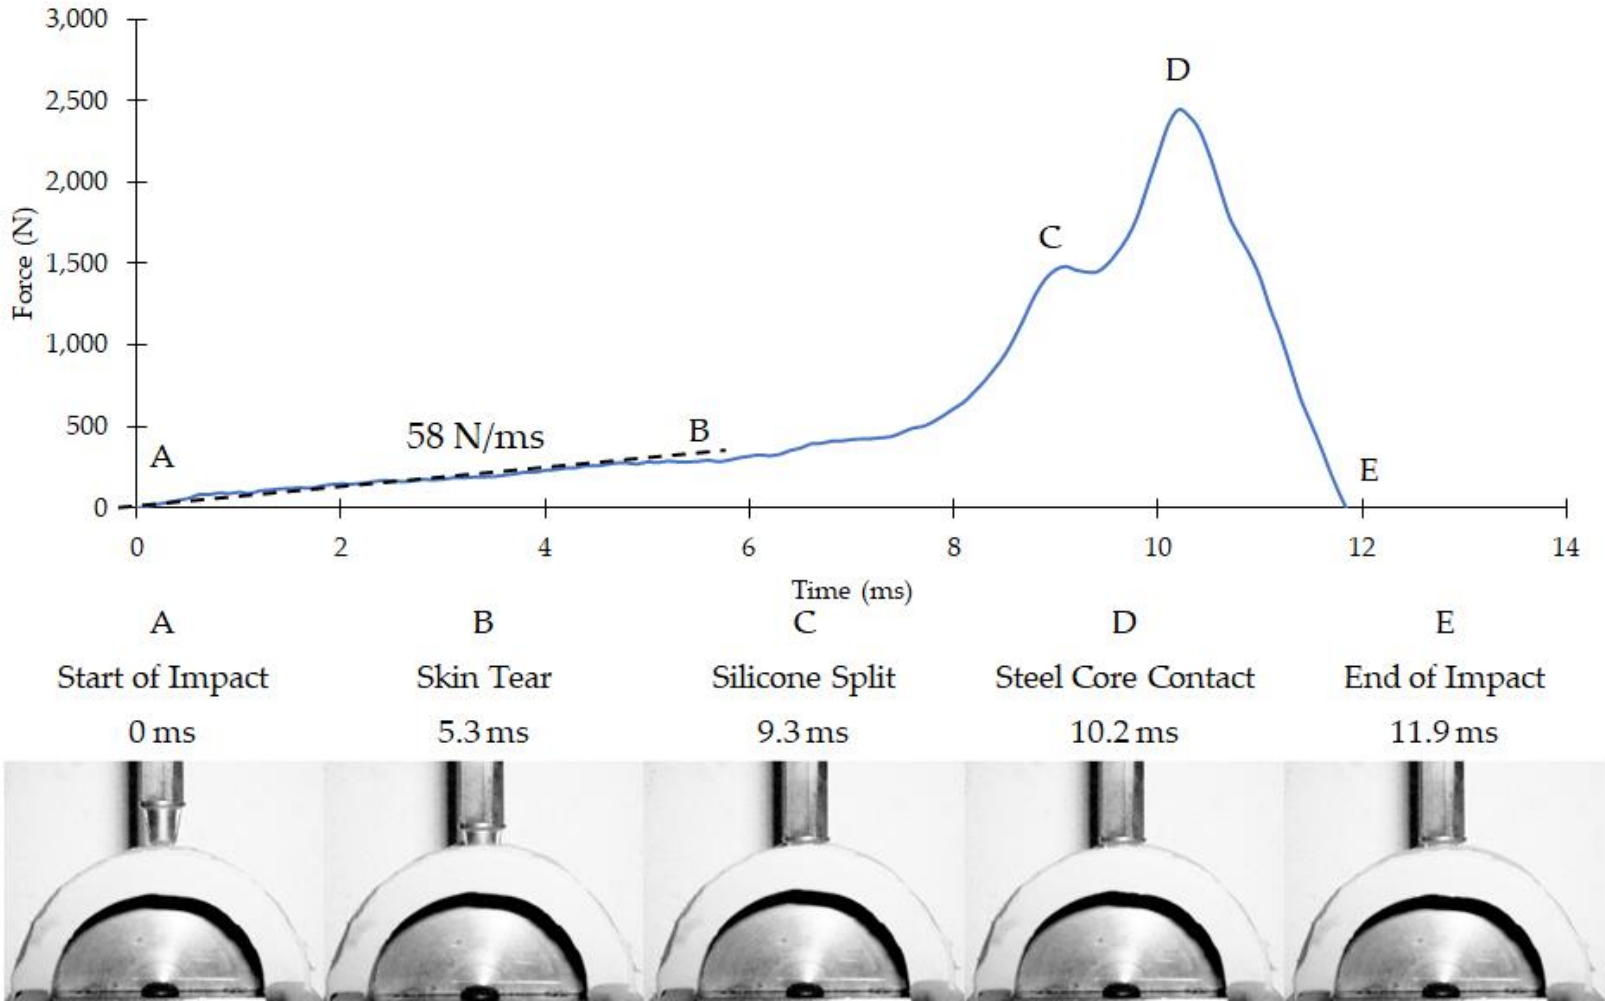 3,000
2,500
2,000
1,500
1,000
500
0
Force (N)
A
58 N/ms
B
C
D
E
0 2 4 6 8 10 12 14
Time (ms)
A B C D E
Start of Impact Skin Tear Silicone Split Steel Core Contact End of Impact
0 ms 5.3 ms 9.3 ms 10.2 ms 11.9 ms